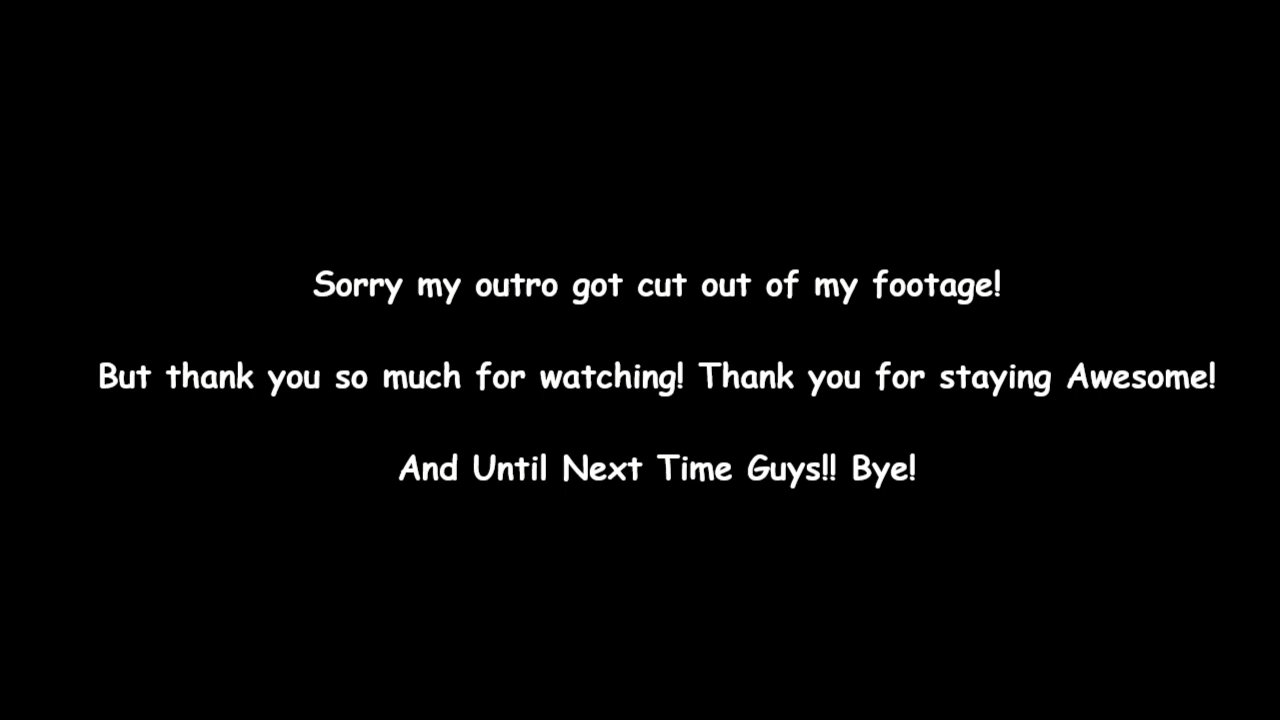 Sorry my outro got cut out of my footage!
But thank you so much for watching! Thank you for staying Awesome!
And Until Next Time Guys!! Bye!